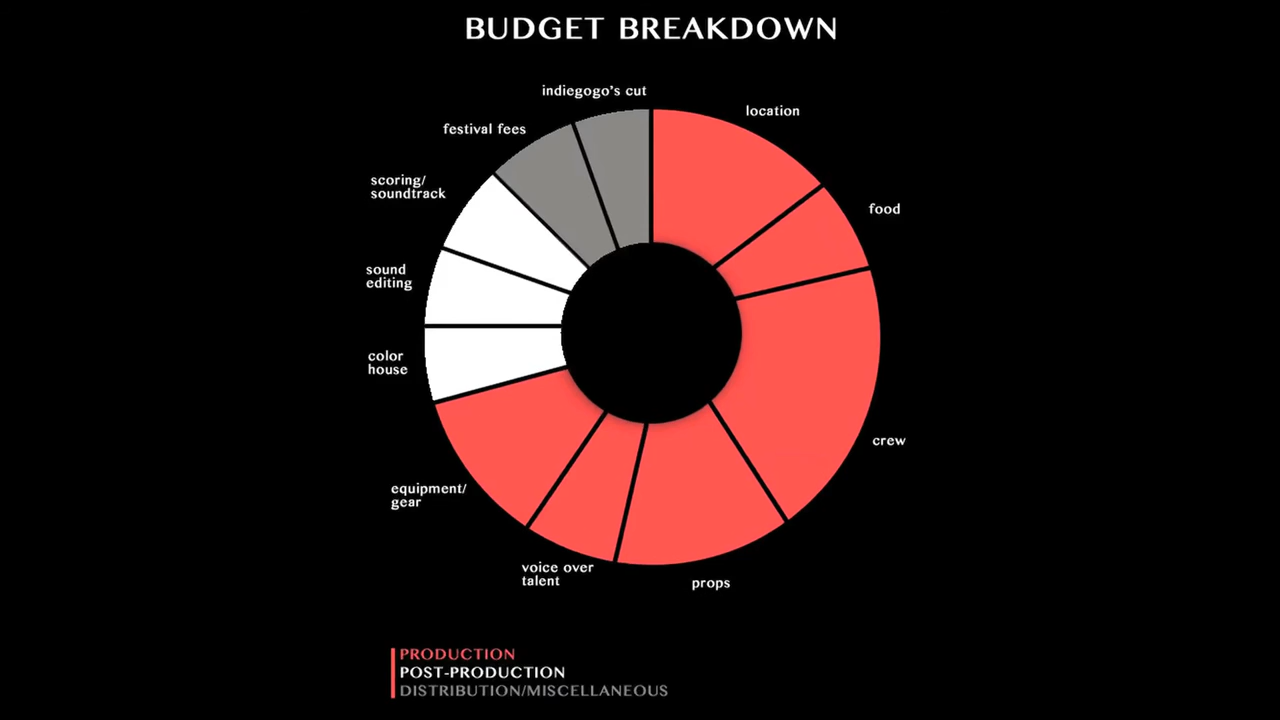 BUDGET BREAKDOWN
indiegogo's cut
location
festival fees
scoring/
soundtrack
food
sound
editing
color
house
crew
equipment/
gear
voice over
talent
props
PRODUCTION
POST-PRODUCTION
DISTRIBUTION/MISCELLANEOUS